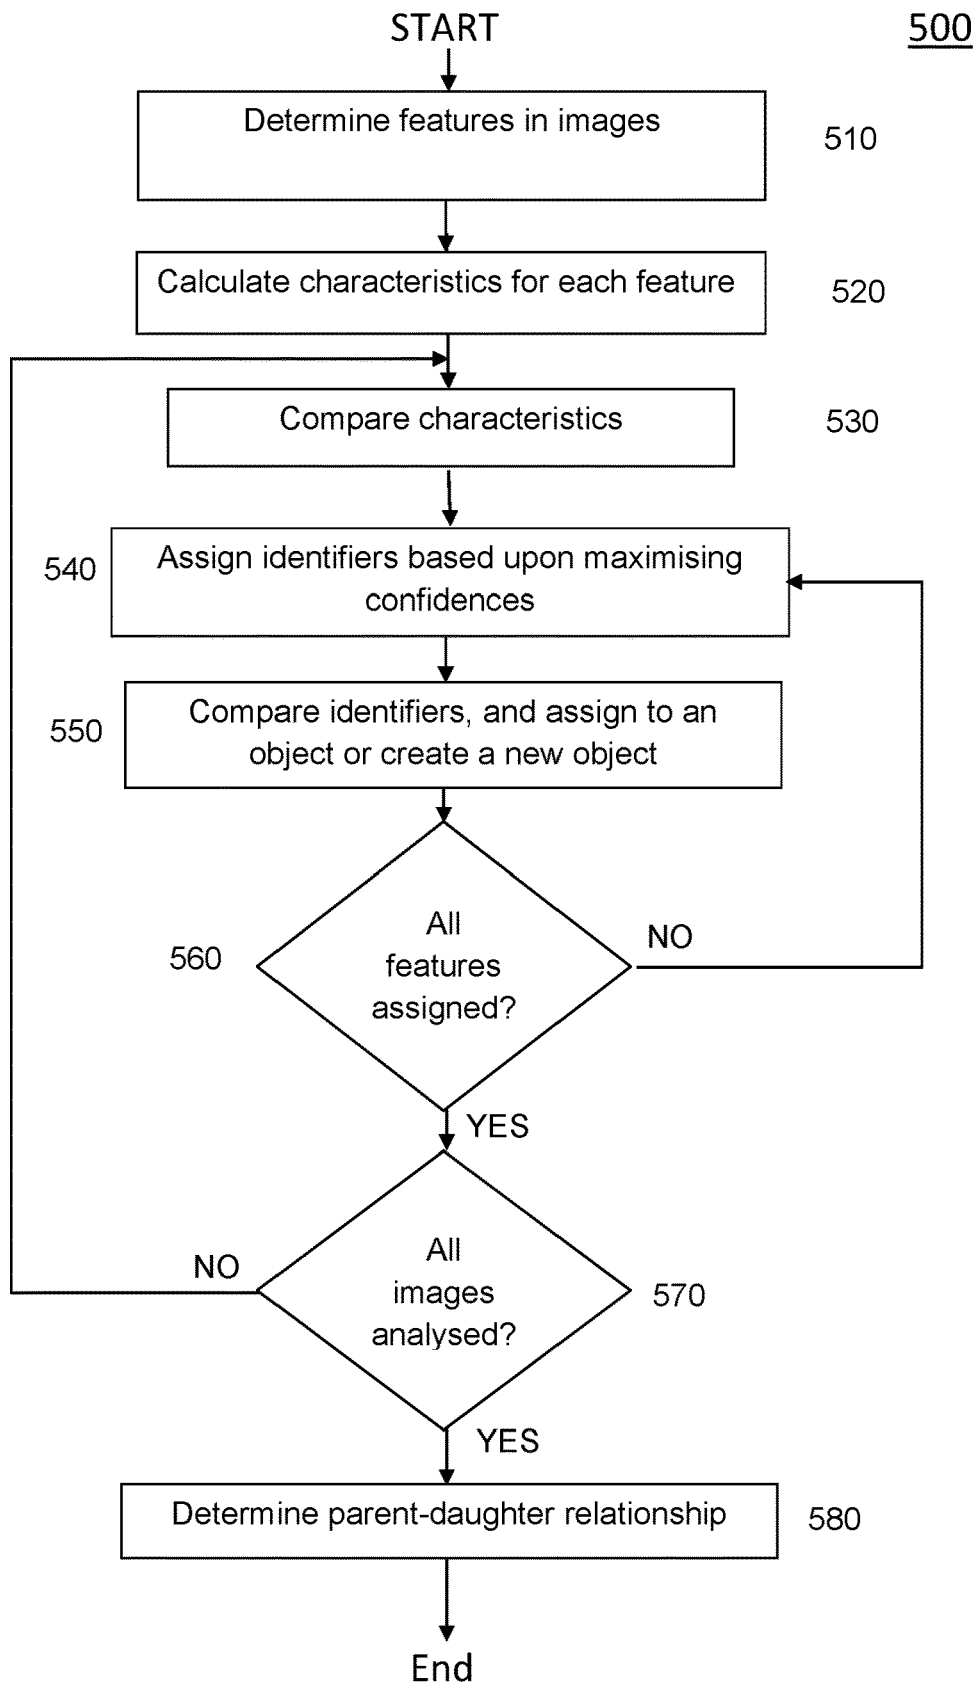 START
500
Determine features in images
510
Calculate characteristics for each feature
520
Compare characteristics
530
540
Assign identifiers based upon maximising
confidences
550
Compare identifiers, and assign to an
object or create a new object
560
All
features
assigned?
NO
YES
NO
All
images
analysed?
570
YES
Determine parent-daughter relationship
580
End